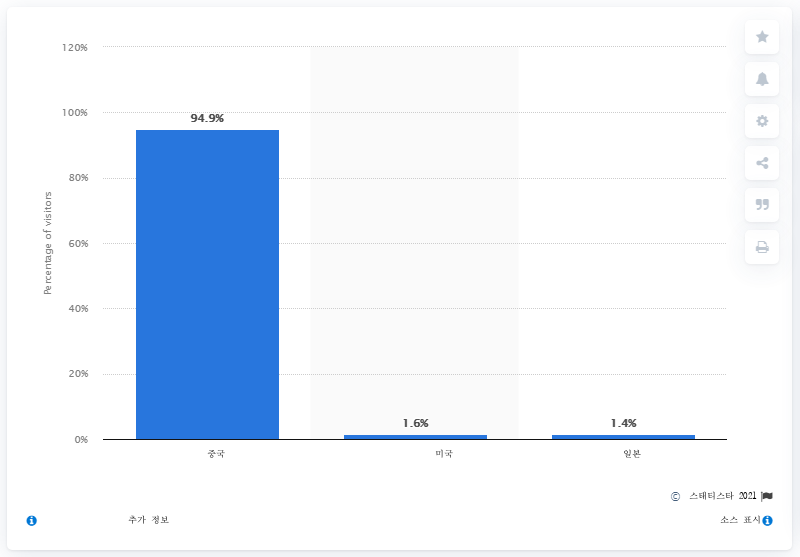 120%
100%
94.9%
80%
60%
40%
20%
1.6%
1.4%
0%
Percentage of visitors
중국
미국
일본
© 스태티스타 2021
추가 정보
소스 표시